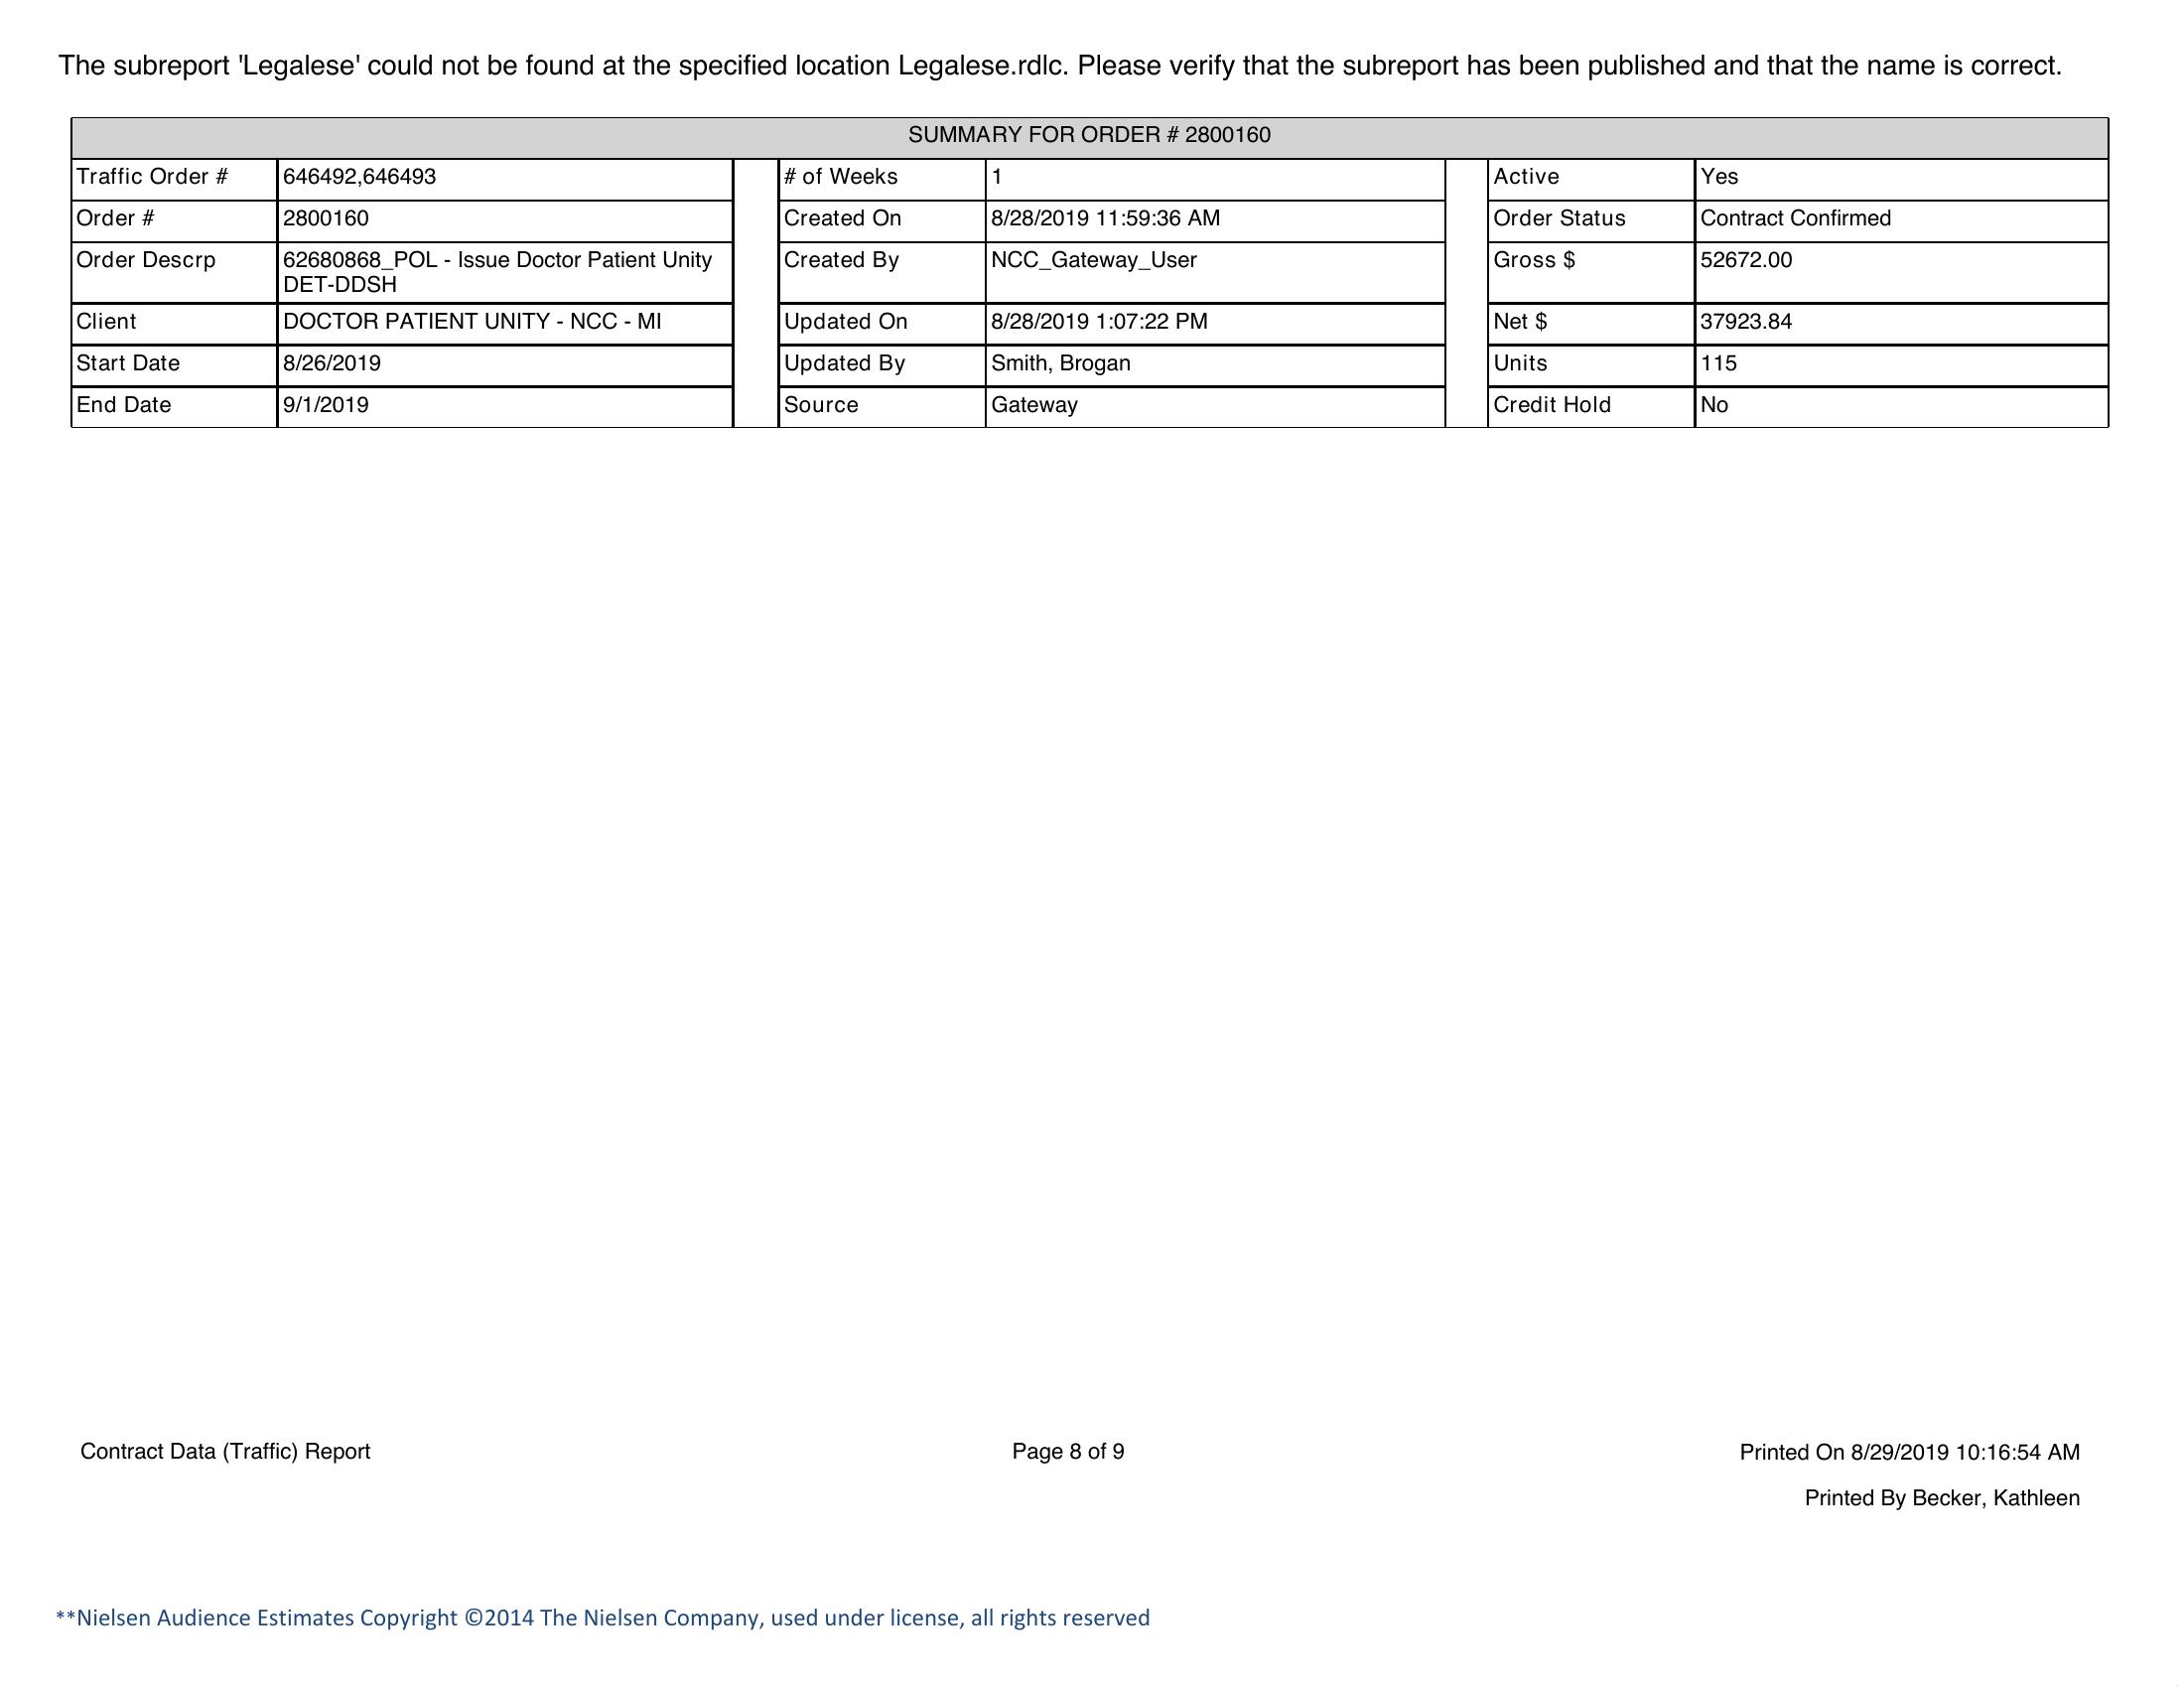 The subreport 'Legalese' could not be found at the specified location Legalese.rdlc. Please verify that the subreport has been published and that the name is correct.
SUMMARY FOR ORDER # 2800160
Traffic Order # 646492,646493 # of Weeks 1 Active Yes
Order # 2800160 Created On 8/28/2019 11:59:36 AM Order Status Contract Confirmed
Order Descrp 62680868_POL - Issue Doctor Patient Unity Created By NCC_Gateway_User Gross $ 52672.00
DET-DDSH
Client DOCTOR PATIENT UNITY - NCC - MI Updated On 8/28/2019 1:07:22 PM Net $ 37923.84
Start Date 8/26/2019 Updated By Smith, Brogan Units 115
End Date 9/1/2019 Source Gateway Credit Hold No
Contract Data (Traffic) Report Page 8 of 9 Printed On 8/29/2019 10:16:54 AM
Printed By Becker, Kathleen
**Nielsen Audience Estimates Copyright ©2014 The Nielsen Company, used under license, all rights reserved